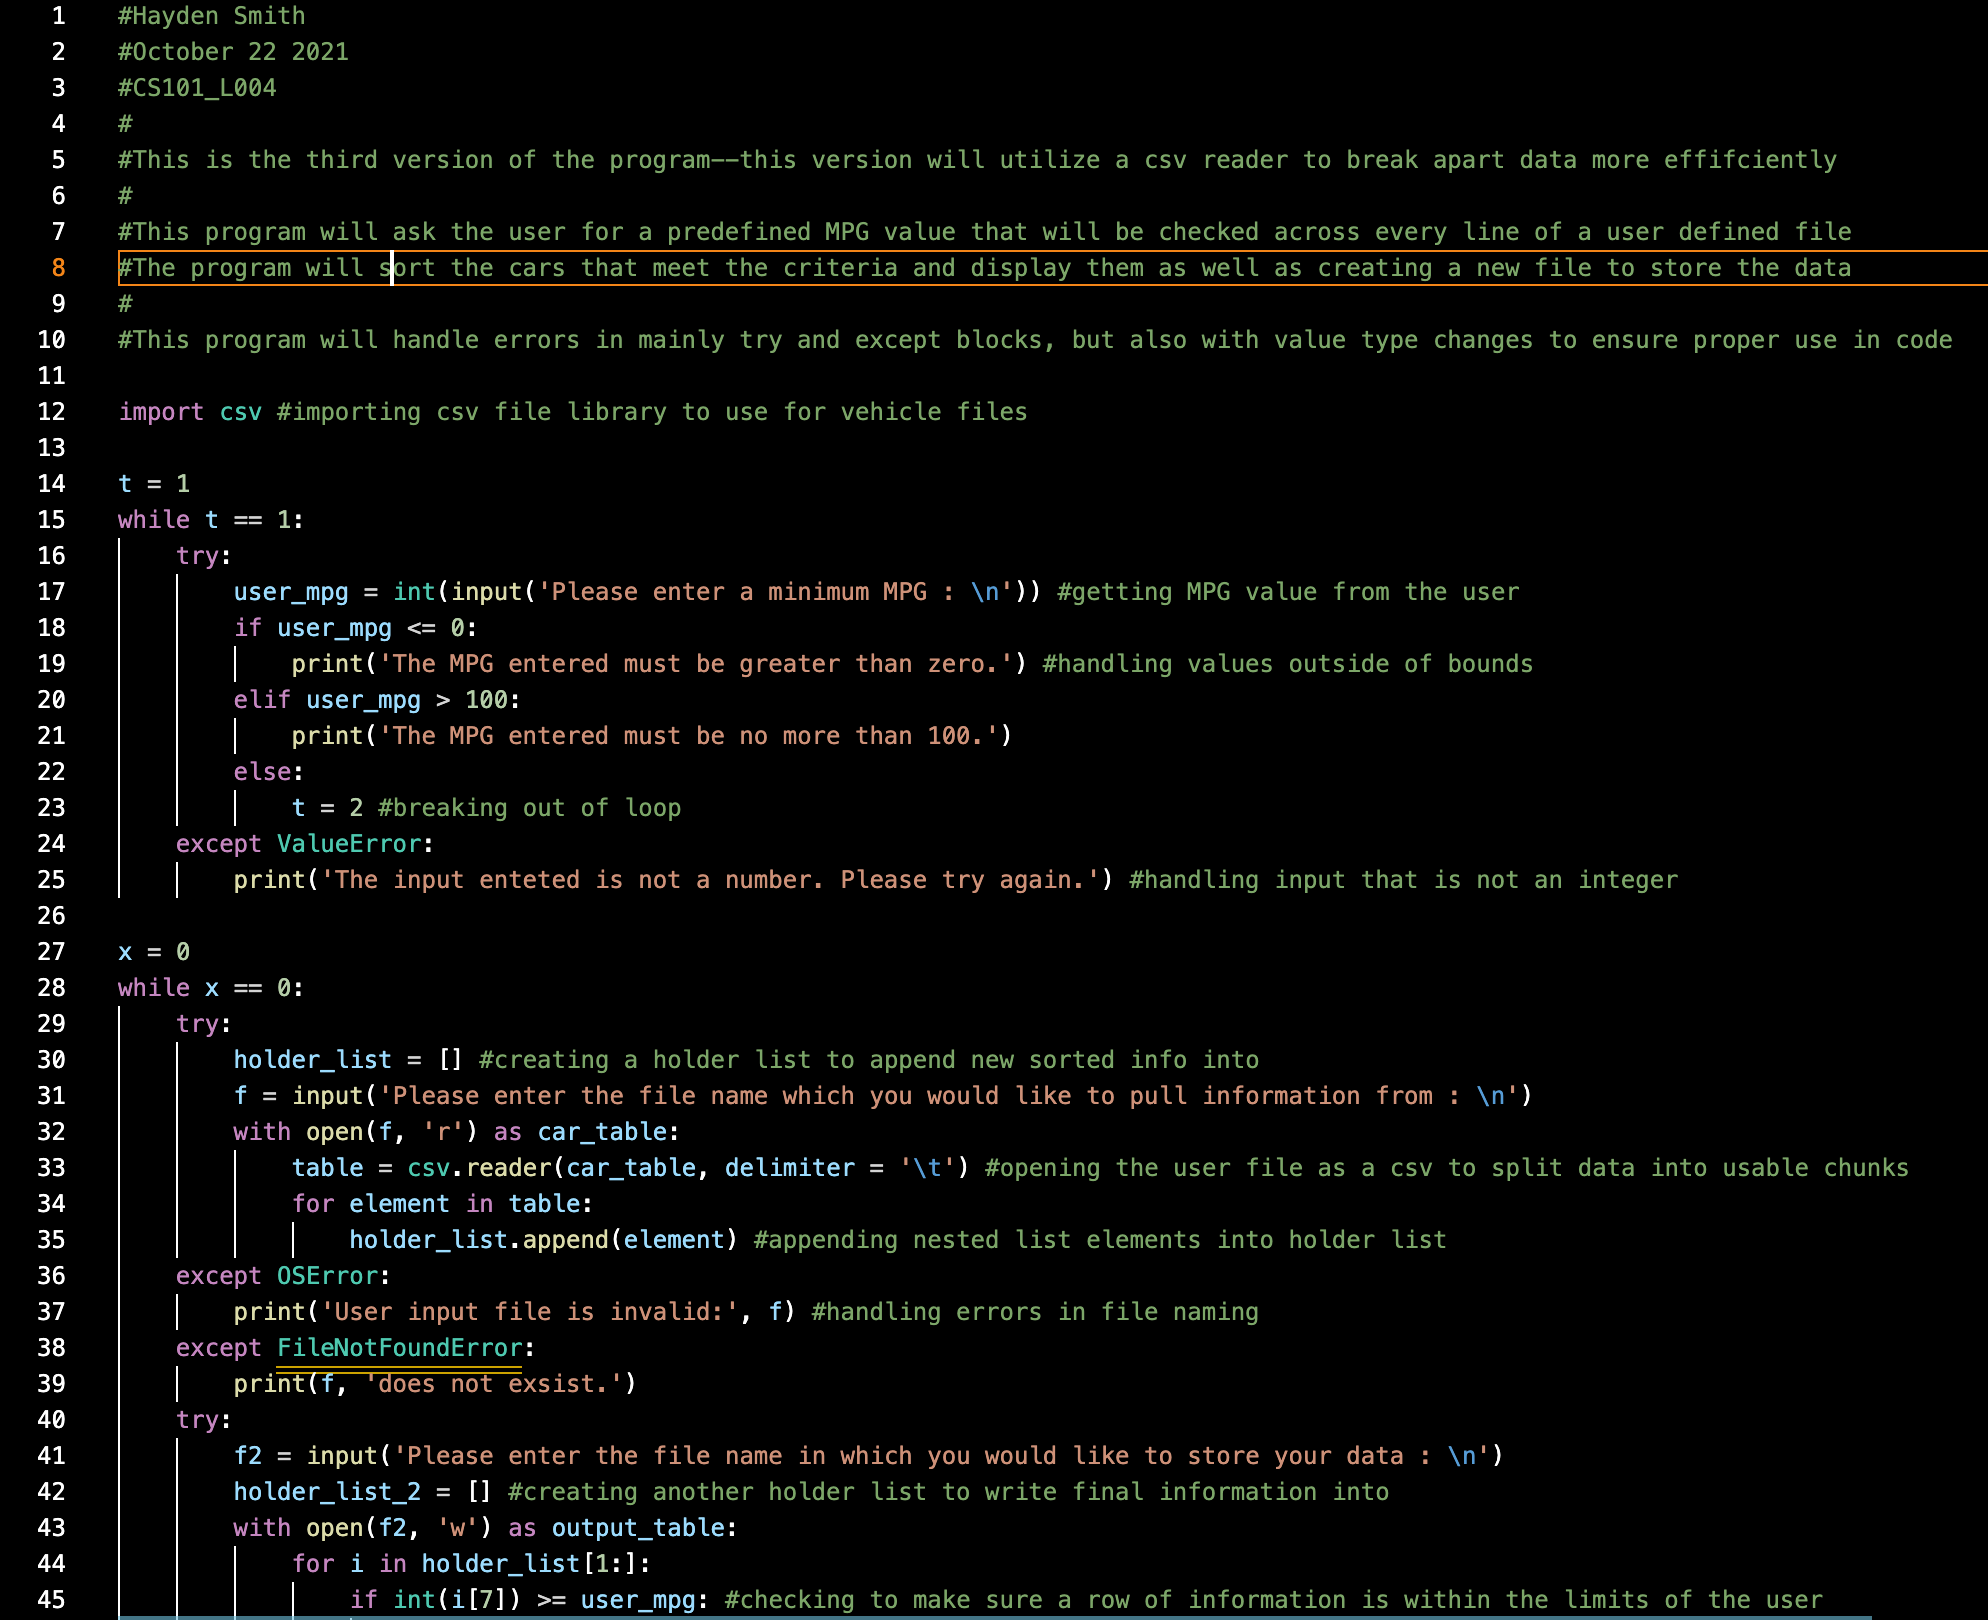 1 #Hayden Smith
2 #October 22 2021
3 #CS101_L004
4 #
5 #This is the third version of the program--this version will utilize a csv reader to break apart data more effifciently
6 #
7 #This program will ask the user for a predefined MPG value that will be checked across every line of a user defined file
8 #The program will sort the cars that meet the criteria and display them as well as creating a new file to store the data
9 #
10 #This program will handle errors in mainly try and except blocks, but also with value type changes to ensure proper use in code
11
12 import csv #importing csv file library to use for vehicle files
13
14 t = 1
15 while t == 1:
16     try:
17         user_mpg = int(input('Please enter a minimum MPG : \n')) #getting MPG value from the user
18         if user_mpg <= 0:
19             print('The MPG entered must be greater than zero.') #handling values outside of bounds
20         elif user_mpg > 100:
21             print('The MPG entered must be no more than 100.')
22         else:
23             t = 2 #breaking out of loop
24     except ValueError:
25         print('The input enteted is not a number. Please try again.') #handling input that is not an integer
26
27 x = 0
28 while x == 0:
29     try:
30         holder_list = [] #creating a holder list to append new sorted info into
31         f = input('Please enter the file name which you would like to pull information from : \n')
32         with open(f, 'r') as car_table:
33             table = csv.reader(car_table, delimiter = '\t') #opening the user file as a csv to split data into usable chunks
34             for element in table:
35                 holder_list.append(element) #appending nested list elements into holder list
36     except OSError:
37         print('User input file is invalid:', f) #handling errors in file naming
38     except FileNotFoundError:
39         print(f, 'does not exsist.')
40     try:
41         f2 = input('Please enter the file name in which you would like to store your data : \n')
42         holder_list_2 = [] #creating another holder list to write final information into
43         with open(f2, 'w') as output_table:
44             for i in holder_list[1:]:
45                 if int(i[7]) >= user_mpg: #checking to make sure a row of information is within the limits of the user